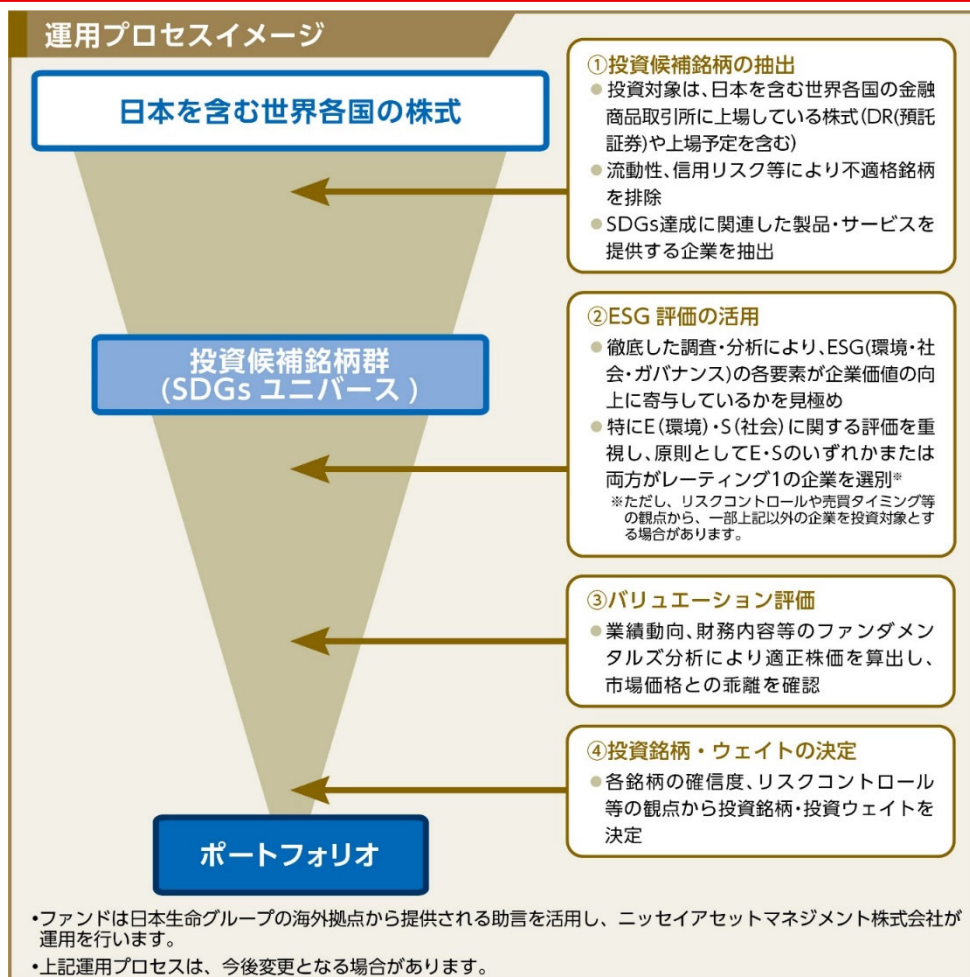 運用プロセスイメージ
日本を含む世界各国の株式
①投資候補銘柄の抽出
●投資対象は、日本を含む世界各国の金融
商品取引所に上場している株式(DR(預託
証券)や上場予定を含む)
●流動性、信用リスク等により不適格銘柄
を排除
●SDGs達成に関連した製品・サービスを
提供する企業を抽出
投資候補銘柄群
(SDGs ユニバース )
②ESG 評価の活用
●徹底した調査・分析により、ESG(環境・社
会・ガバナンス)の各要素が企業価値の向
上に寄与しているかを見極め
●特にE(環境)・S(社会)に関する評価を重
視し、原則としてE・Sのいずれかまたは
両方がレーティング1の企業を選別※
※ただし、リスクコントロールや売買タイミング等
の観点から、一部上記以外の企業を投資対象とす
る場合があります。
③バリュエーション評価
●業績動向、財務内容等のファンダメン
タルズ分析により適正株価を算出し、
市場価格との乖離を確認
④投資銘柄・ウェイトの決定
●各銘柄の確信度、リスクコントロール
等の観点から投資銘柄・投資ウェイトを
決定
ポートフォリオ
•ファンドは日本生命グループの海外拠点から提供される助言を活用し、ニッセイアセットマネジメント株式会社が
運用を行います。
•上記運用プロセスは、今後変更となる場合があります。